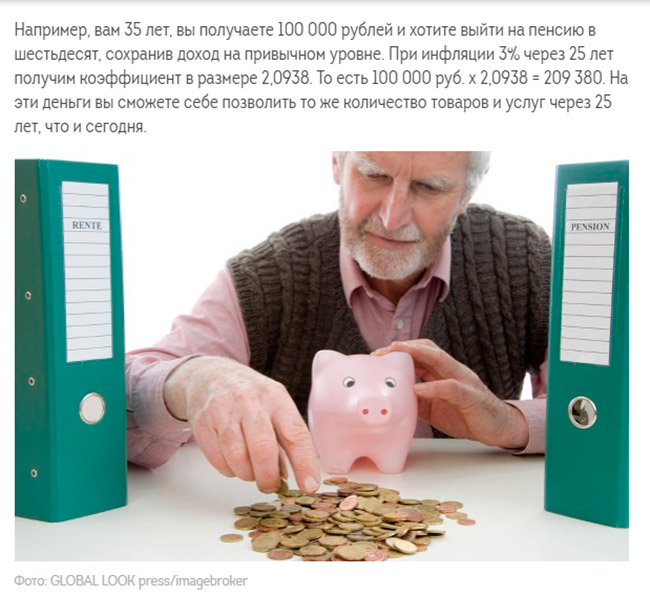 Например, вам 35 лет, вы получаете 100 000 рублей и хотите выйти на пенсию в
шестьдесят, сохранив доход на привычном уровне. При инфляции 3% через 25 лет
получим коэффициент в размере 2,0938. То есть 100 000 руб. х 2,0938 = 209 380. На
эти деньги вы сможете себе позволить то же количество товаров и услуг через 25
лет, что и сегодня.
RENTE
PENSION
Фото: GLOBAL LOOK press/imagebroker